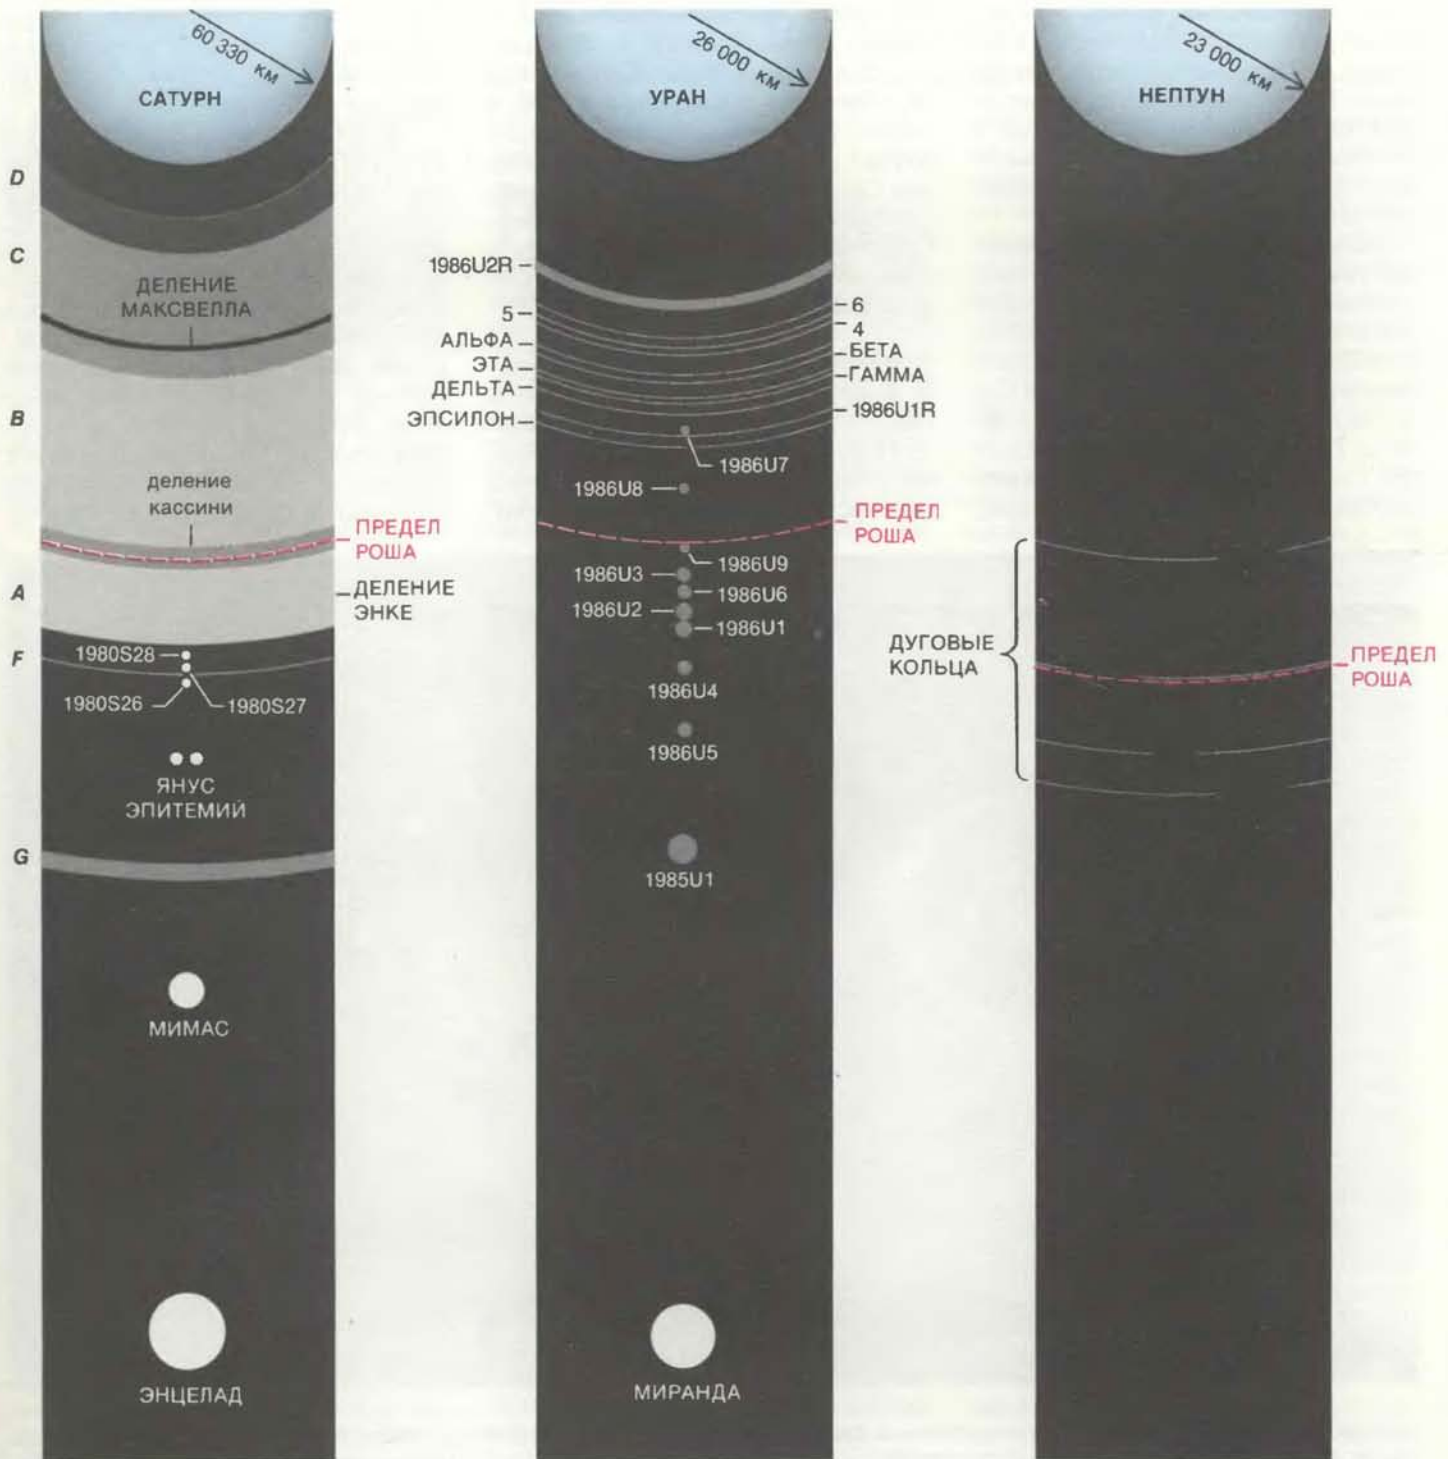 60 330 км
САТУРН
D
C
ДЕЛЕНИЕ
МАКСВЕЛЛА
B
деление
кассини
ПРЕДЕЛ
РОША
A
ДЕЛЕНИЕ
ЭНКЕ
F
1980S28
1980S26
1980S27
ЯНУС
ЭПИТЕМИЙ
G
МИМАС
ЭНЦЕЛАД
26 000 км
УРАН
1986U2R
6
5
4
АЛЬФА
БЕТА
ЭТА
ГАММА
ДЕЛЬТА
1986U1R
ЭПСИЛОН
1986U7
1986U8
ПРЕДЕЛ
РОША
1986U9
1986U3
1986U6
1986U2
1986U1
1986U4
1986U5
1985U1
МИРАНДА
23 000 км
НЕПТУН
ДУГОВЫЕ
КОЛЬЦА
ПРЕДЕЛ
РОША